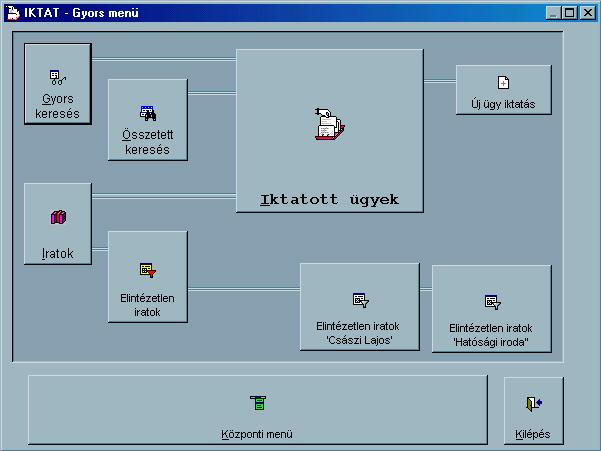 IKTAT - Gyors menü
Gyors
keresés
Összetett
keresés
Iktatott ügyek
Új ügy iktatás
Iratok
Elintézetlen
iratok
Elintézetlen iratok
'Császi Lajos'
Elintézetlen iratok
'Hatósági iroda''
Központi menü
Kilépés